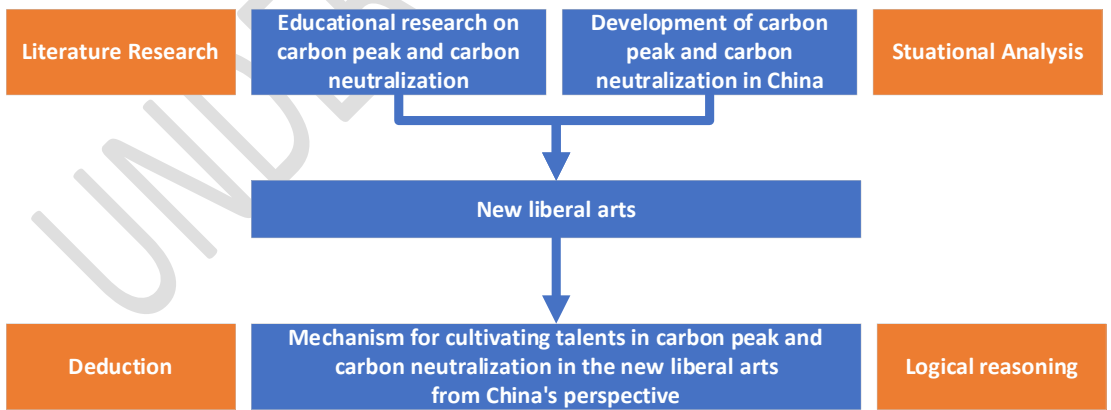 Literature Research
Educational research on
carbon peak and carbon
neutralization
Development of carbon
peak and carbon
neutralization in China
Stuational Analysis
New liberal arts
Deduction
Mechanism for cultivating talents in carbon peak and
carbon neutralization in the new liberal arts
from China's perspective
Logical reasoning